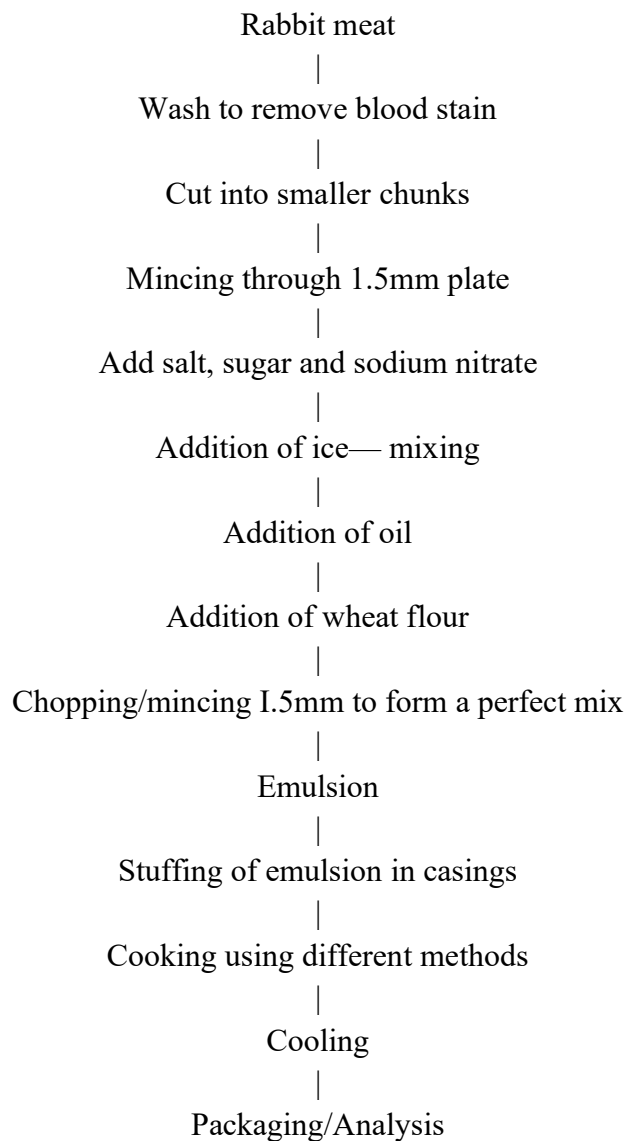 Rabbit meat
Wash to remove blood stain
Cut into smaller chunks
Mincing through 1.5mm plate
Add salt, sugar and sodium nitrate
Addition of ice— mixing
Addition of oil
Addition of wheat flour
Chopping/mincing I.5mm to form a perfect mix
Emulsion
Stuffing of emulsion in casings
Cooking using different methods
Cooling
Packaging/Analysis